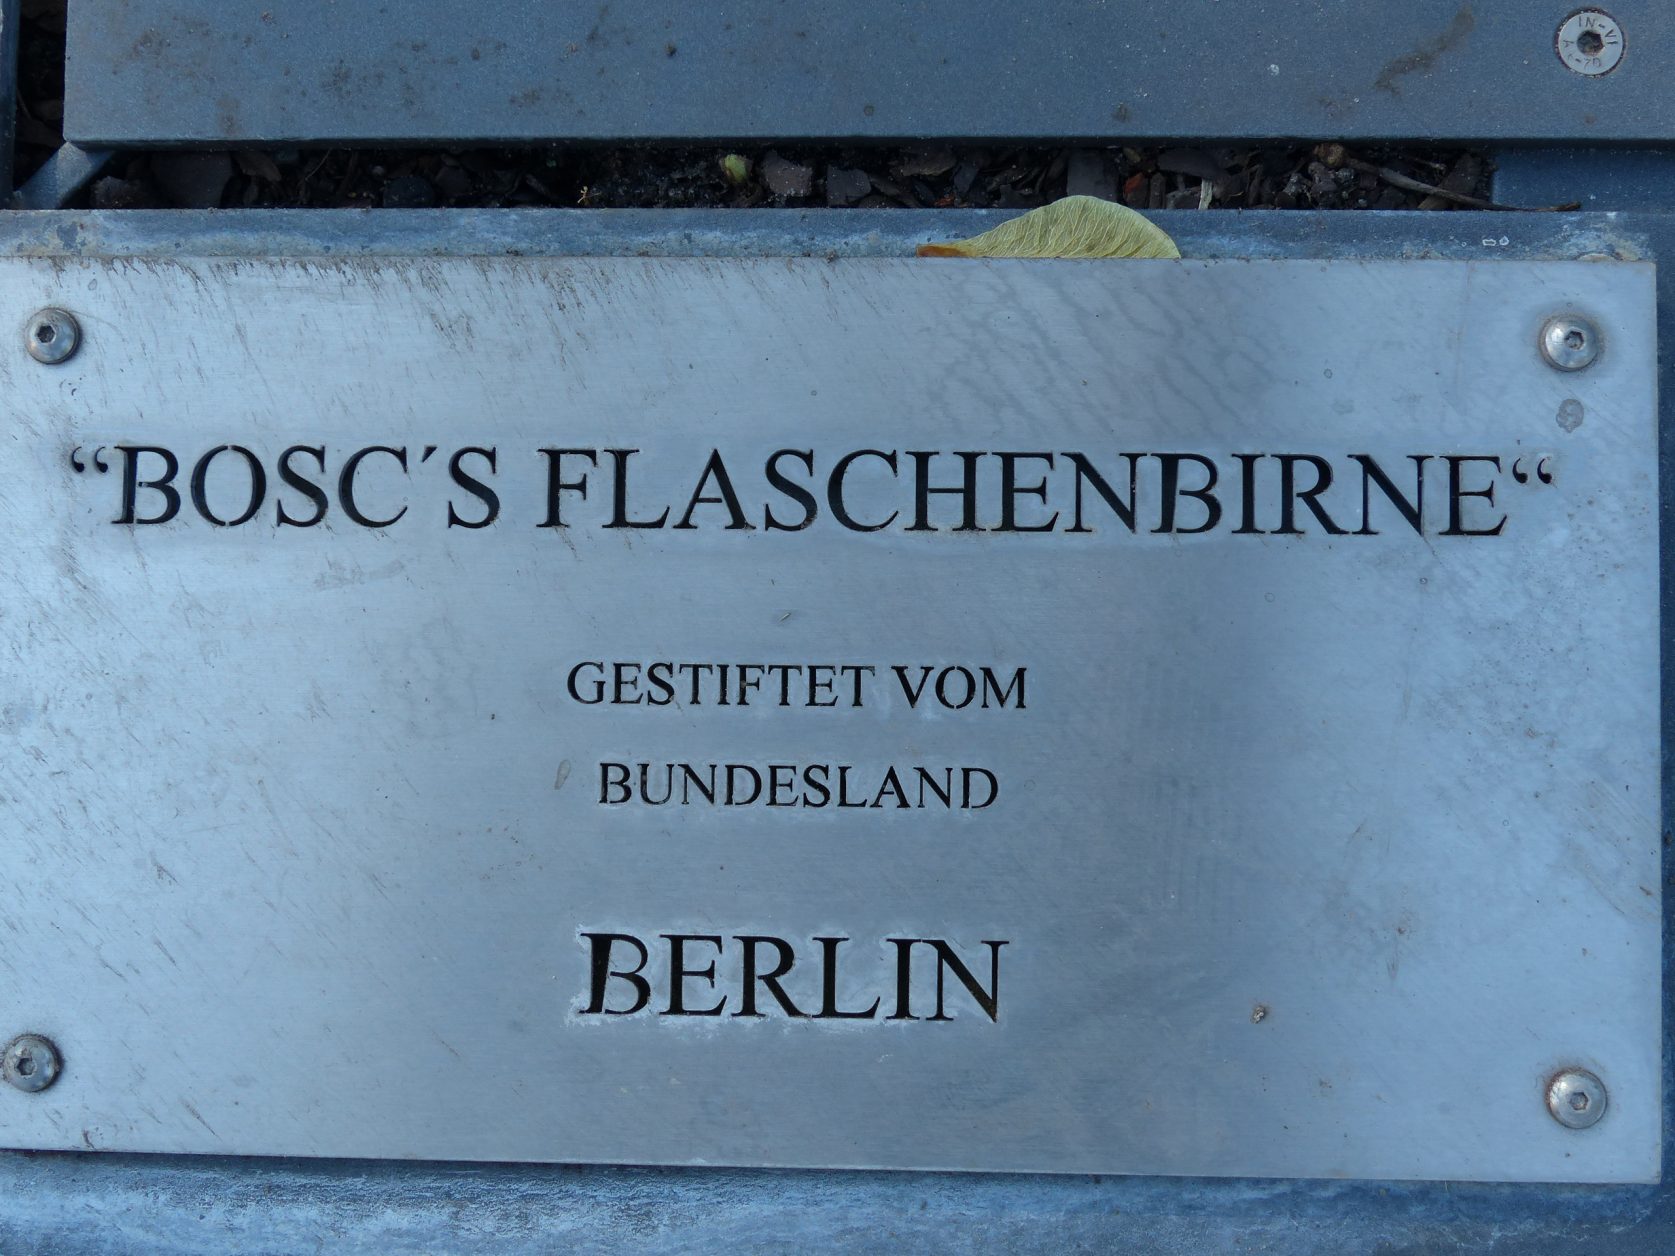 “BOSC´S FLASCHENBIRNE“
GESTIFTET VOM
BUNDESLAND
BERLIN